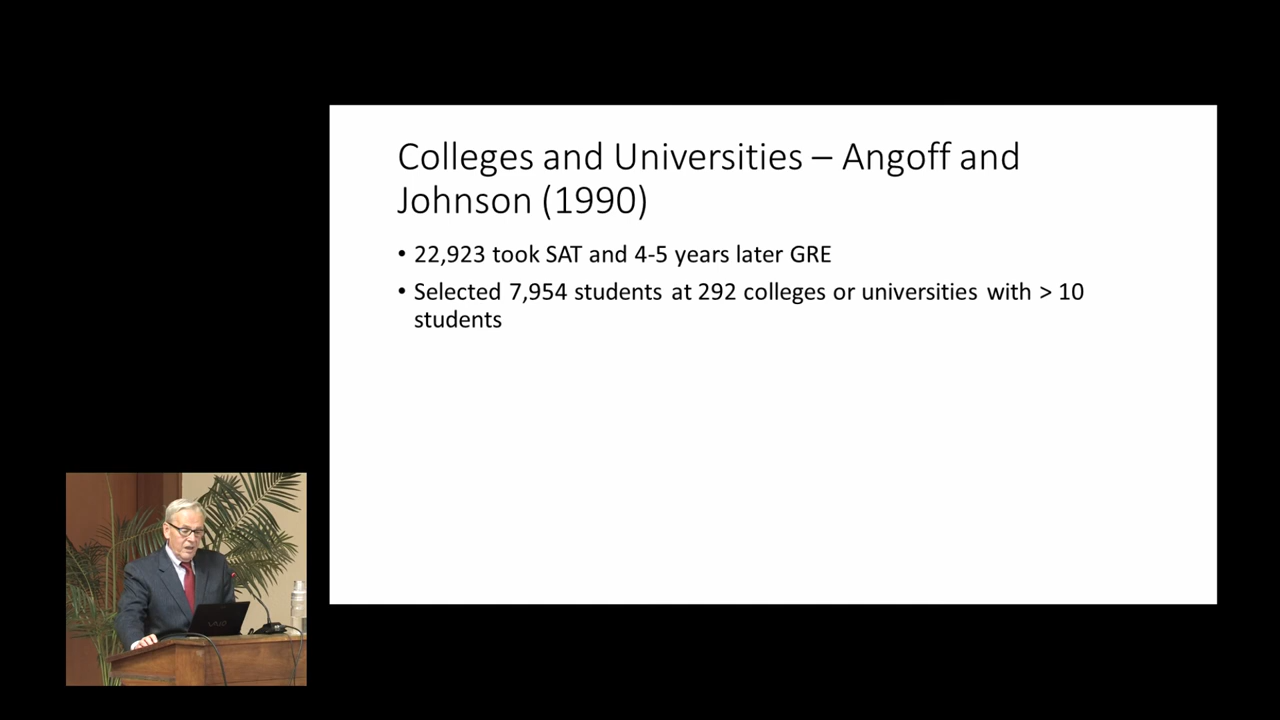 Colleges and Universities – Angoff and
Johnson (1990)
• 22,923 took SAT and 4-5 years later GRE
• Selected 7,954 students at 292 colleges or universities with > 10
students
VAIO